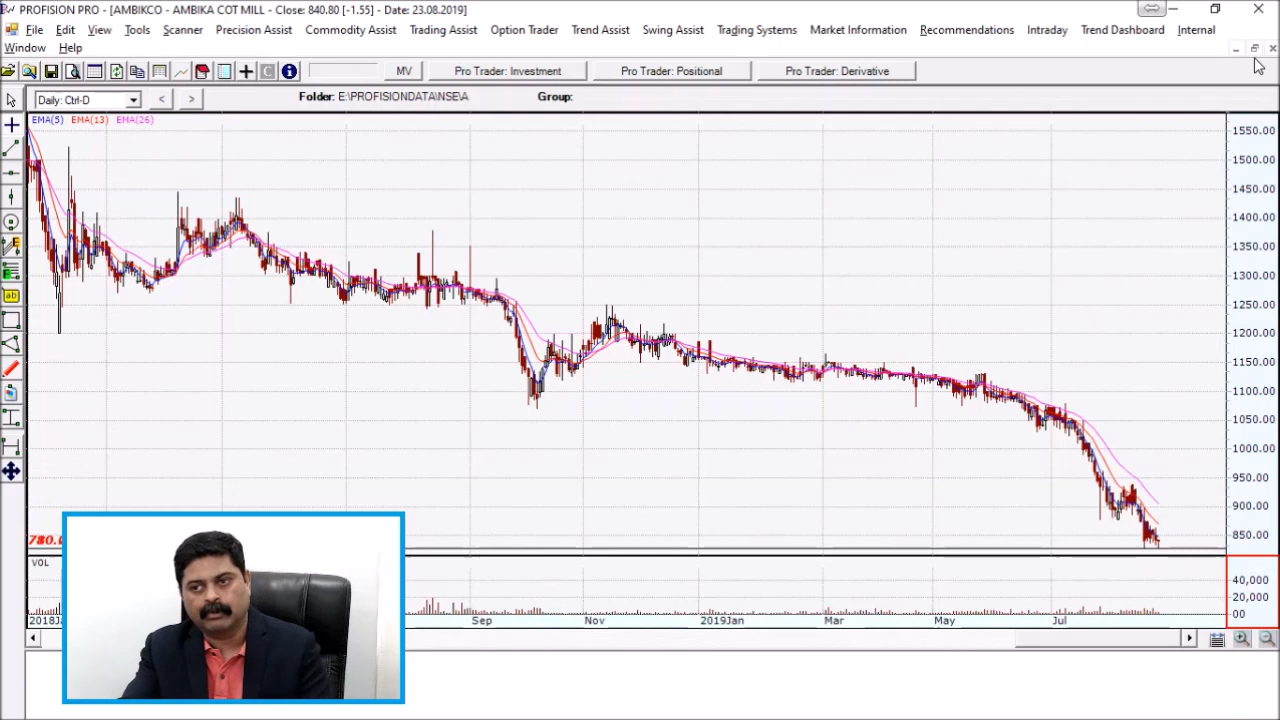 PROFISION PRO - [AMBIKCO - AMBIKA COT MILL - Close: 840.80 [-1.55] - Date: 23.08.2019]
File Edit View Tools Scanner Precision Assist Commodity Assist Trading Assist Option Trader Trend Assist Swing Assist Trading Systems Market Information Recommendations Intraday Trend Dashboard Internal
Window Help
MV Pro Trader: Investment Pro Trader: Positional Pro Trader: Derivative
Daily: Ctrl-D < > Folder: E:\PROFISIONDATA\NSE\A Group:
EMA(5) EMA(13) EMA(26)
1550.00
1500.00
1450.00
1400.00
1350.00
1300.00
1250.00
1200.00
1150.00
1100.00
1050.00
1000.00
950.00
900.00
850.00
VOL
40,000
20,000
00
Sep Nov 2019Jan Mar May Jul